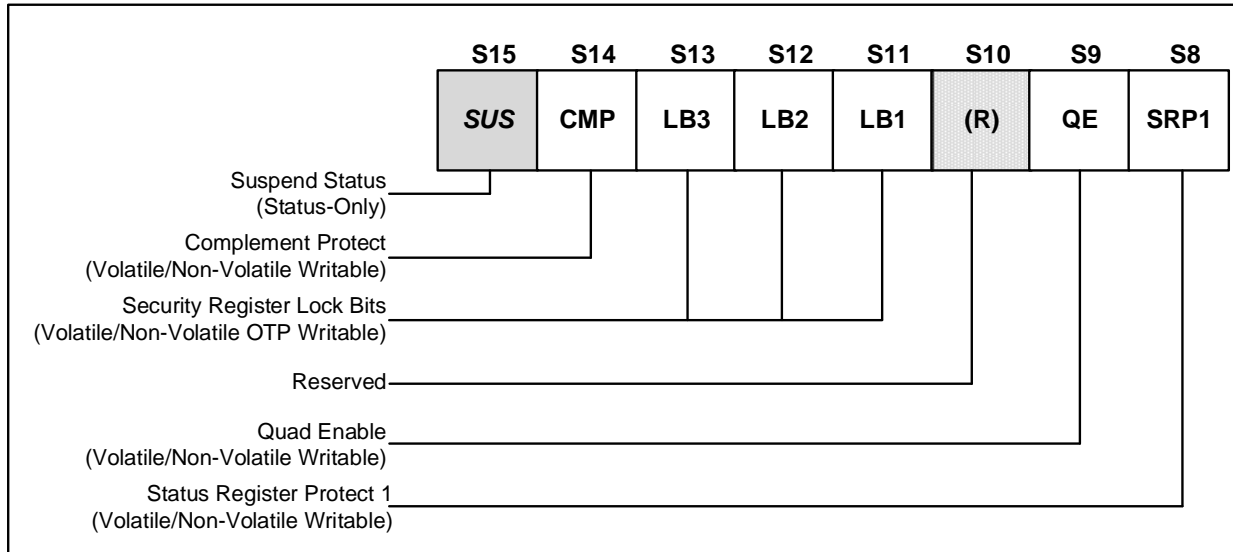 S15 S14 S13 S12 S11 S10 S9 S8
SUS CMP LB3 LB2 LB1 (R) QE SRP1
Suspend Status
(Status-Only)
Complement Protect
(Volatile/Non-Volatile Writable)
Security Register Lock Bits
(Volatile/Non-Volatile OTP Writable)
Reserved
Quad Enable
(Volatile/Non-Volatile Writable)
Status Register Protect 1
(Volatile/Non-Volatile Writable)